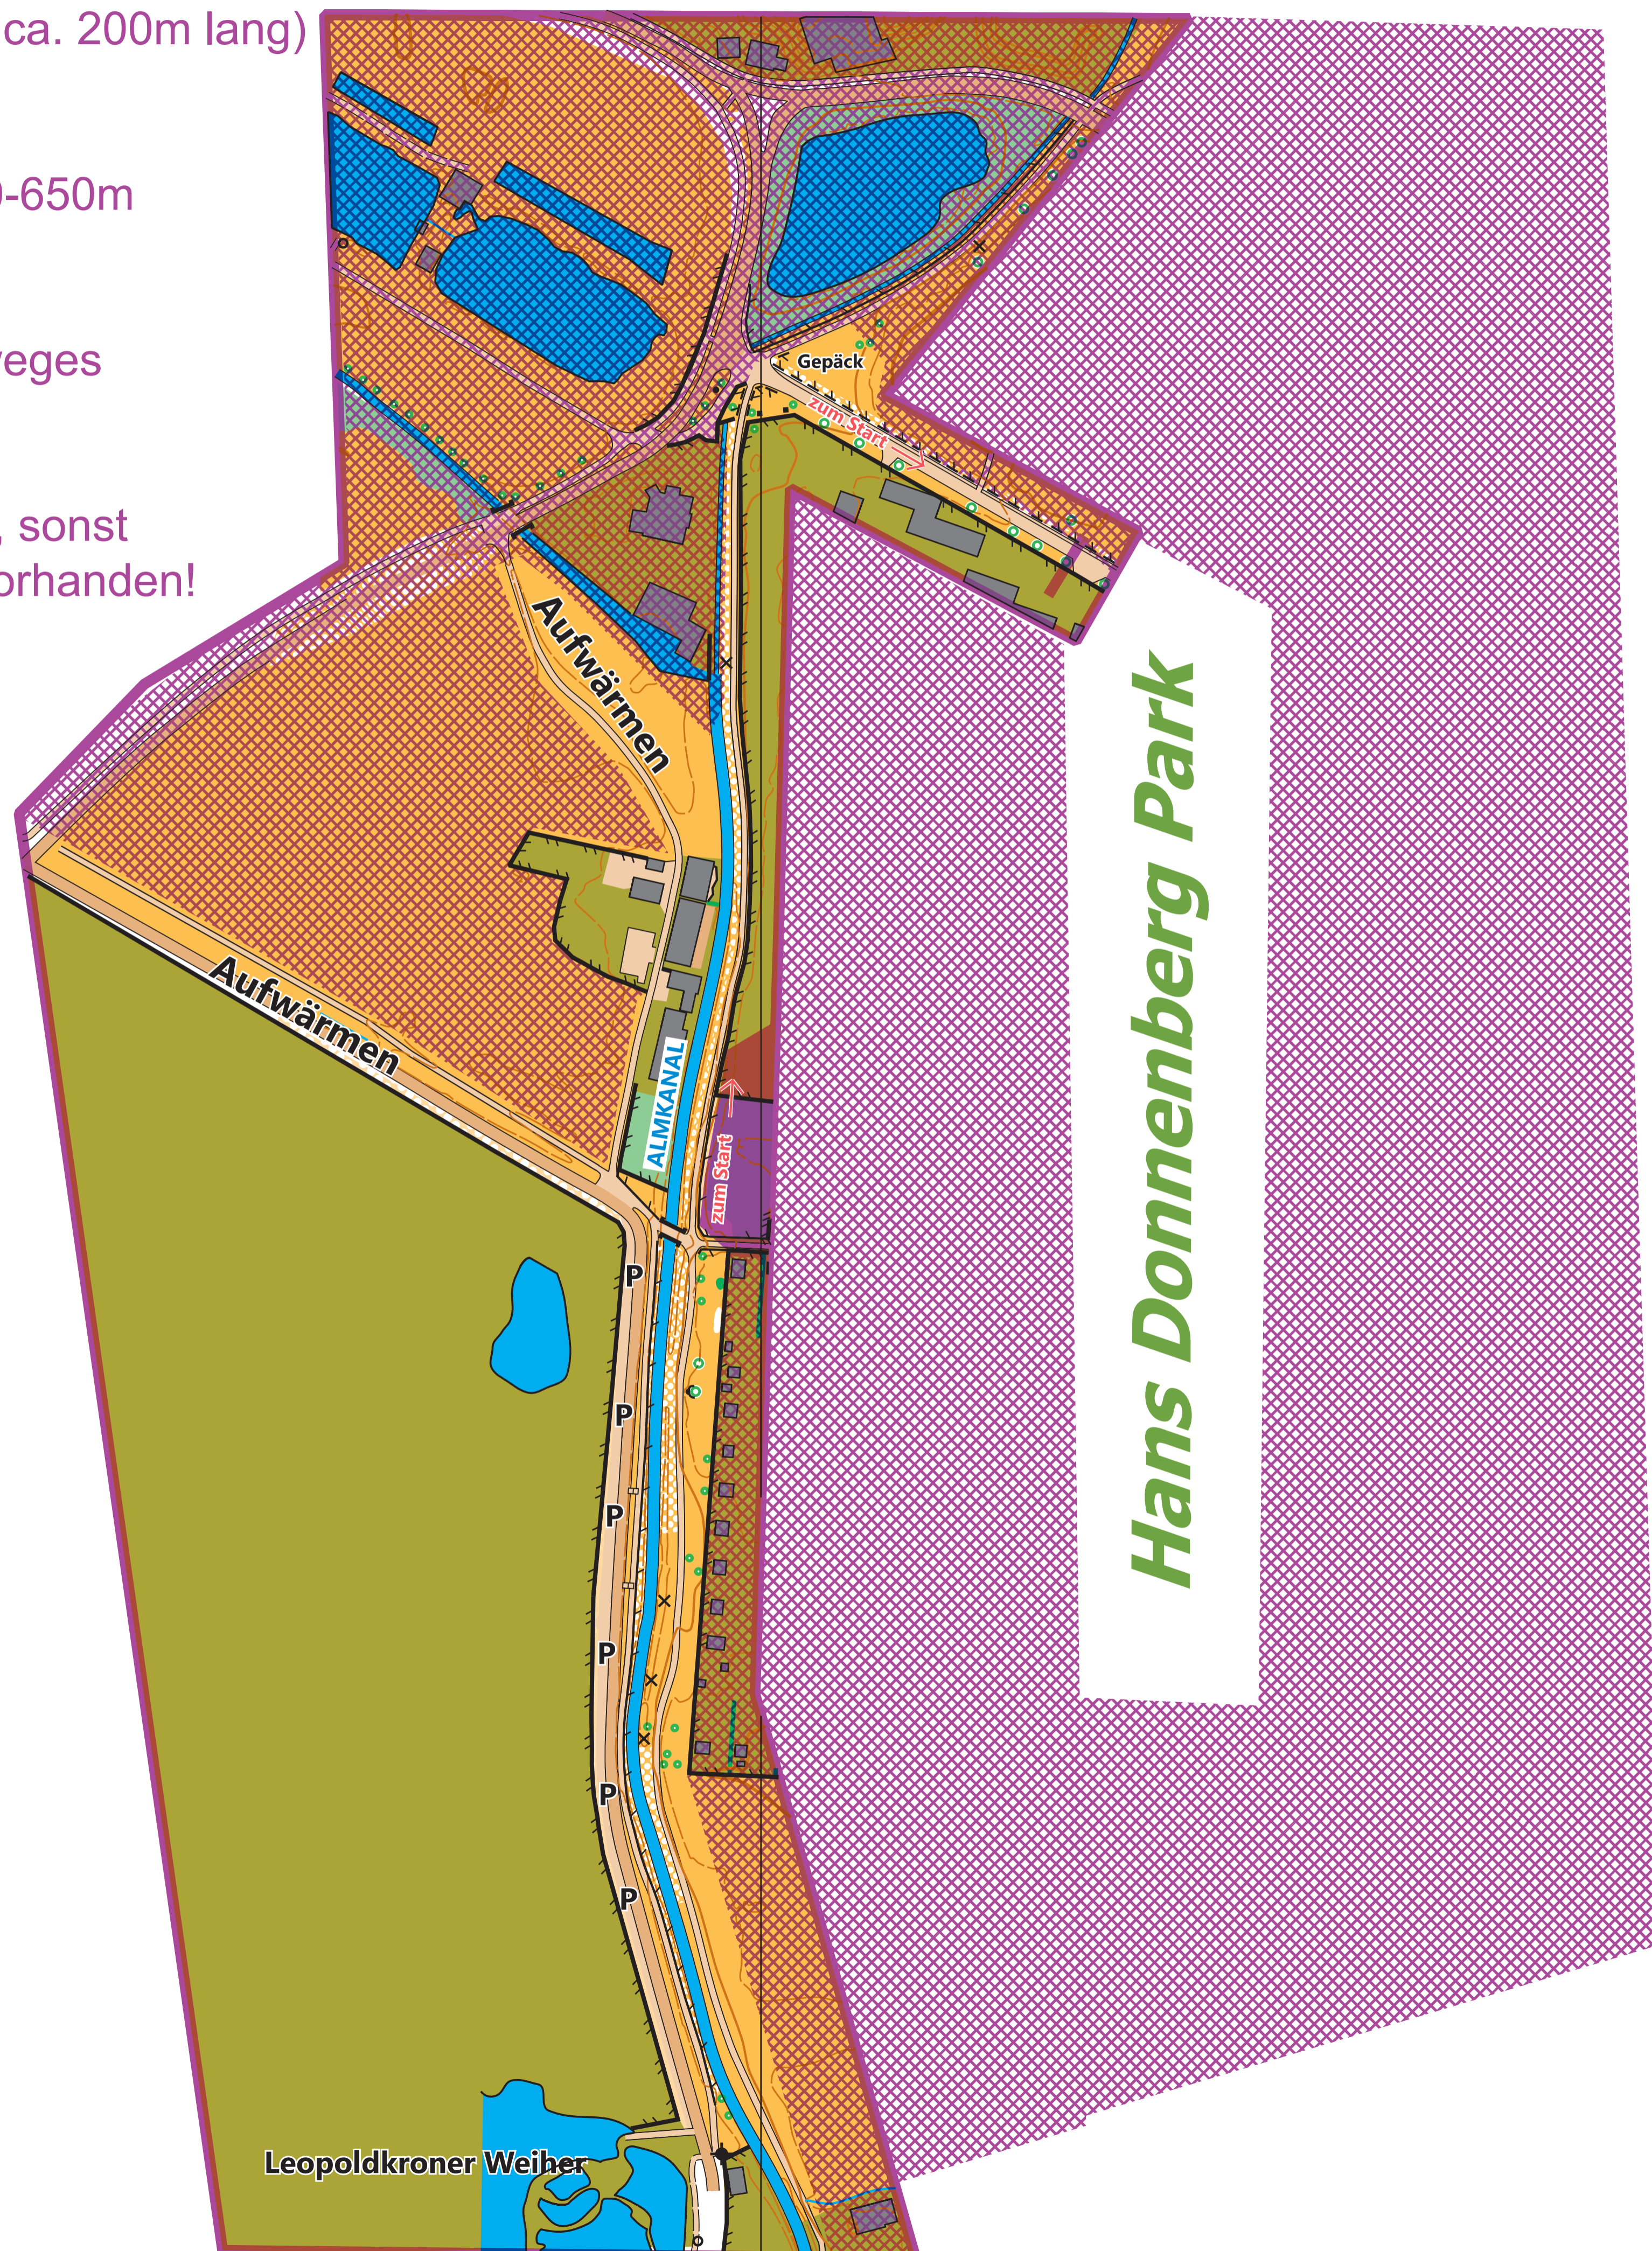 ca. 200m lang)
-650m
eges
, sonst
orhanden!
Gepäck
zum Start
Aufwärmen
Aufwärmen
ALMKANAL
zum Start
Hans Donnenberg Park
P
P
P
P
P
P
Leopoldkroner Weiher